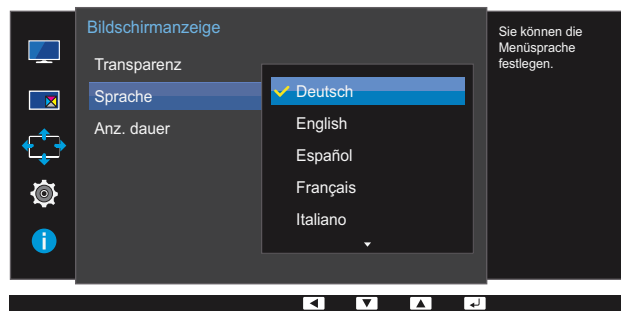 Bildschirmanzeige
Transparenz
Sprache
Anz. dauer
Deutsch
English
Español
Français
Italiano
Sie können die
Menüsprache
festlegen.